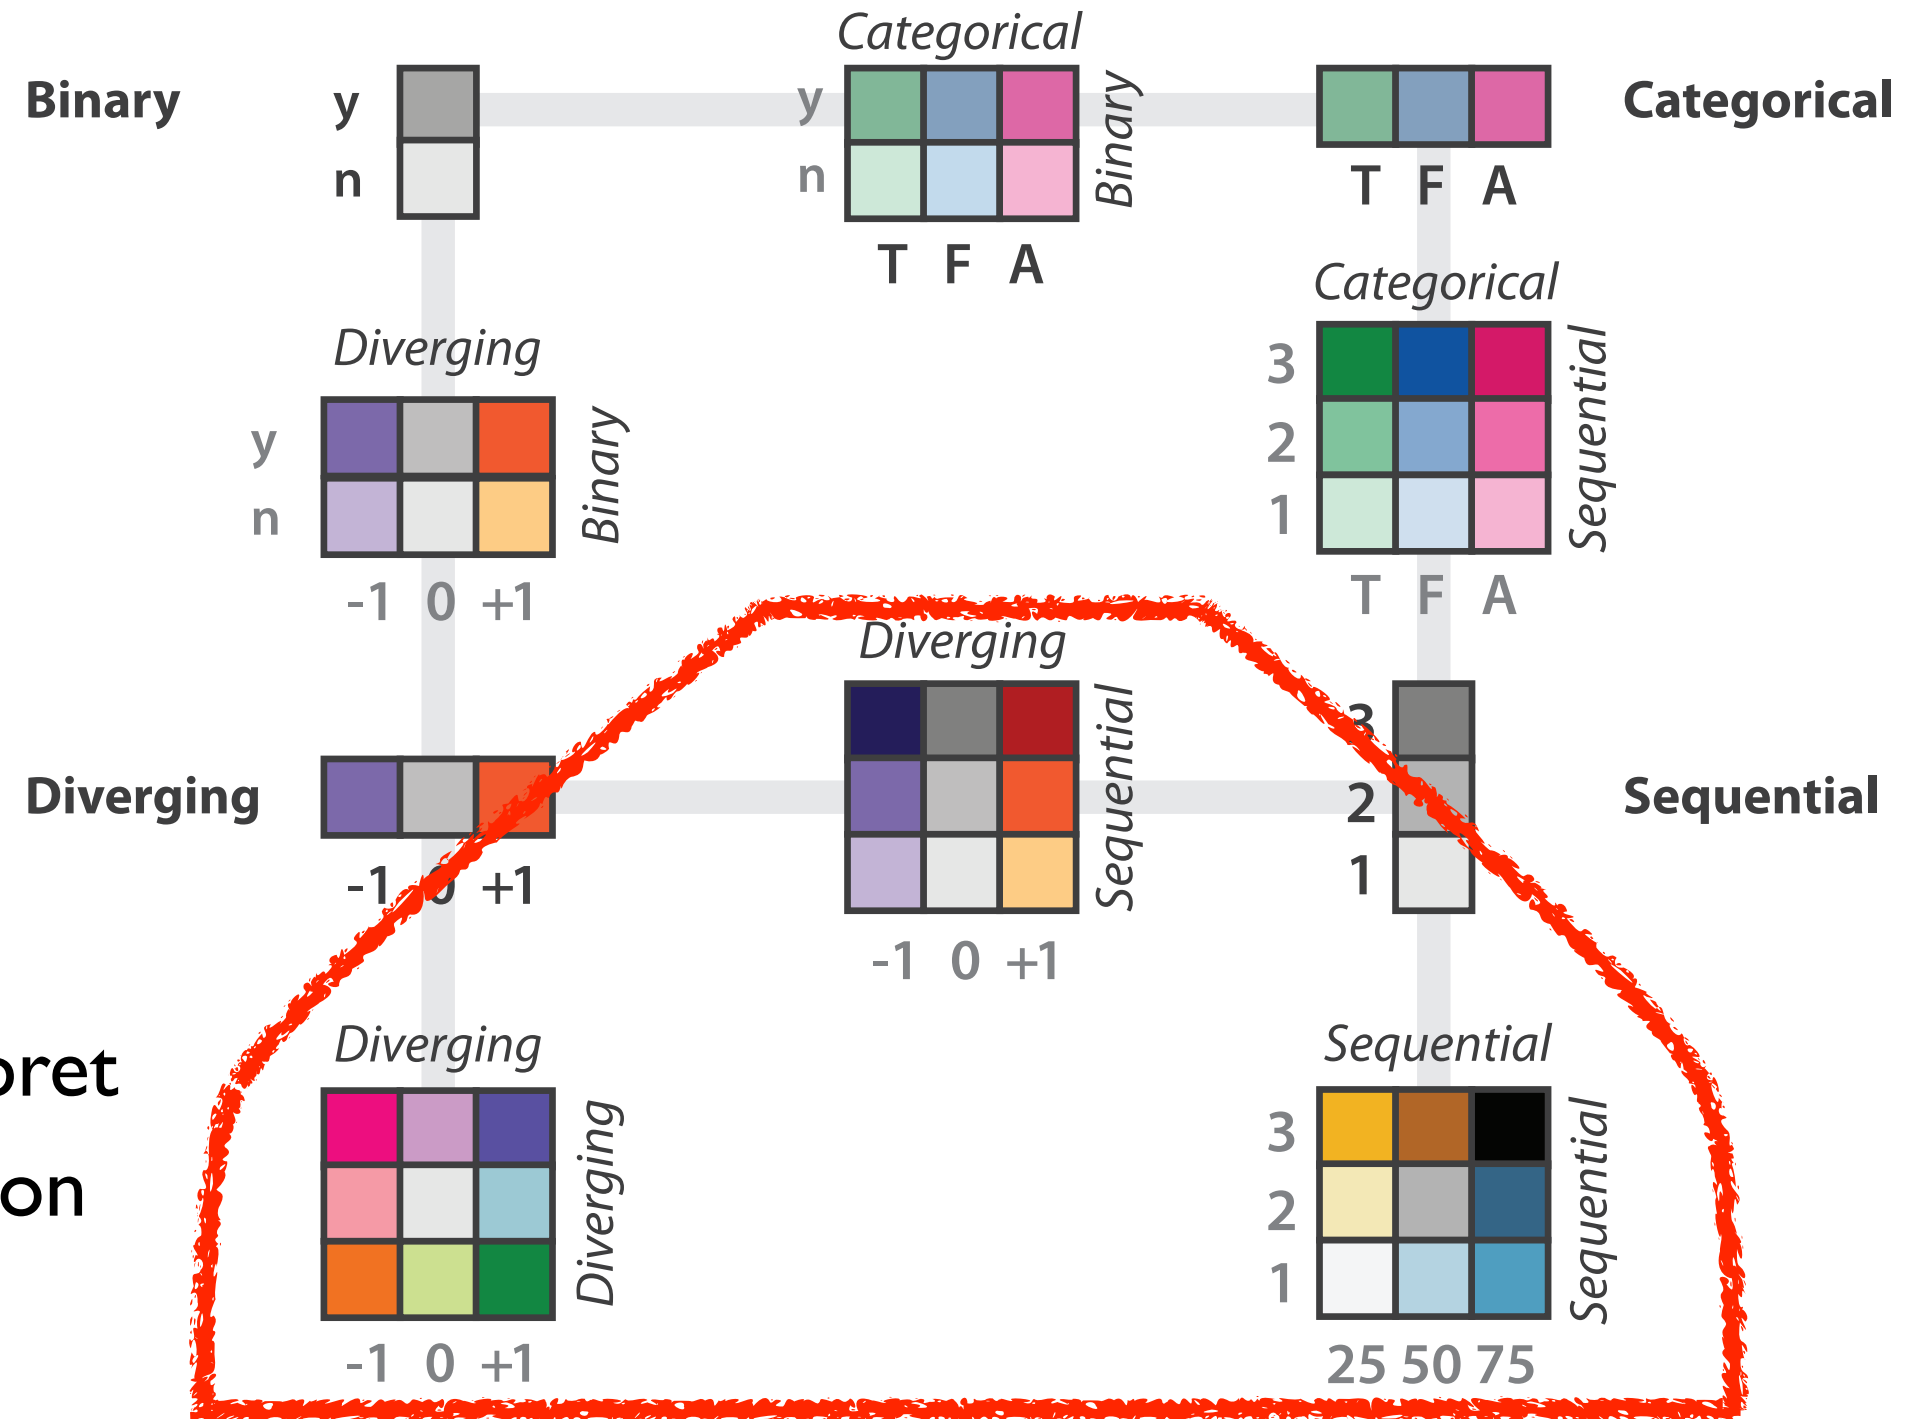 Categorical
Binary
y
n
y
n
Binary
T F A
Categorical
T F A
Diverging
y
n
Binary
-1 0 +1
Categorical
3
2
1
Sequential
T F A
Diverging
-1 0 +1
Diverging
Sequential
-1 0 +1
3
2
1
Sequential
Diverging
Diverging
-1 0 +1
Sequential
3
2
1
Sequential
25 50 75